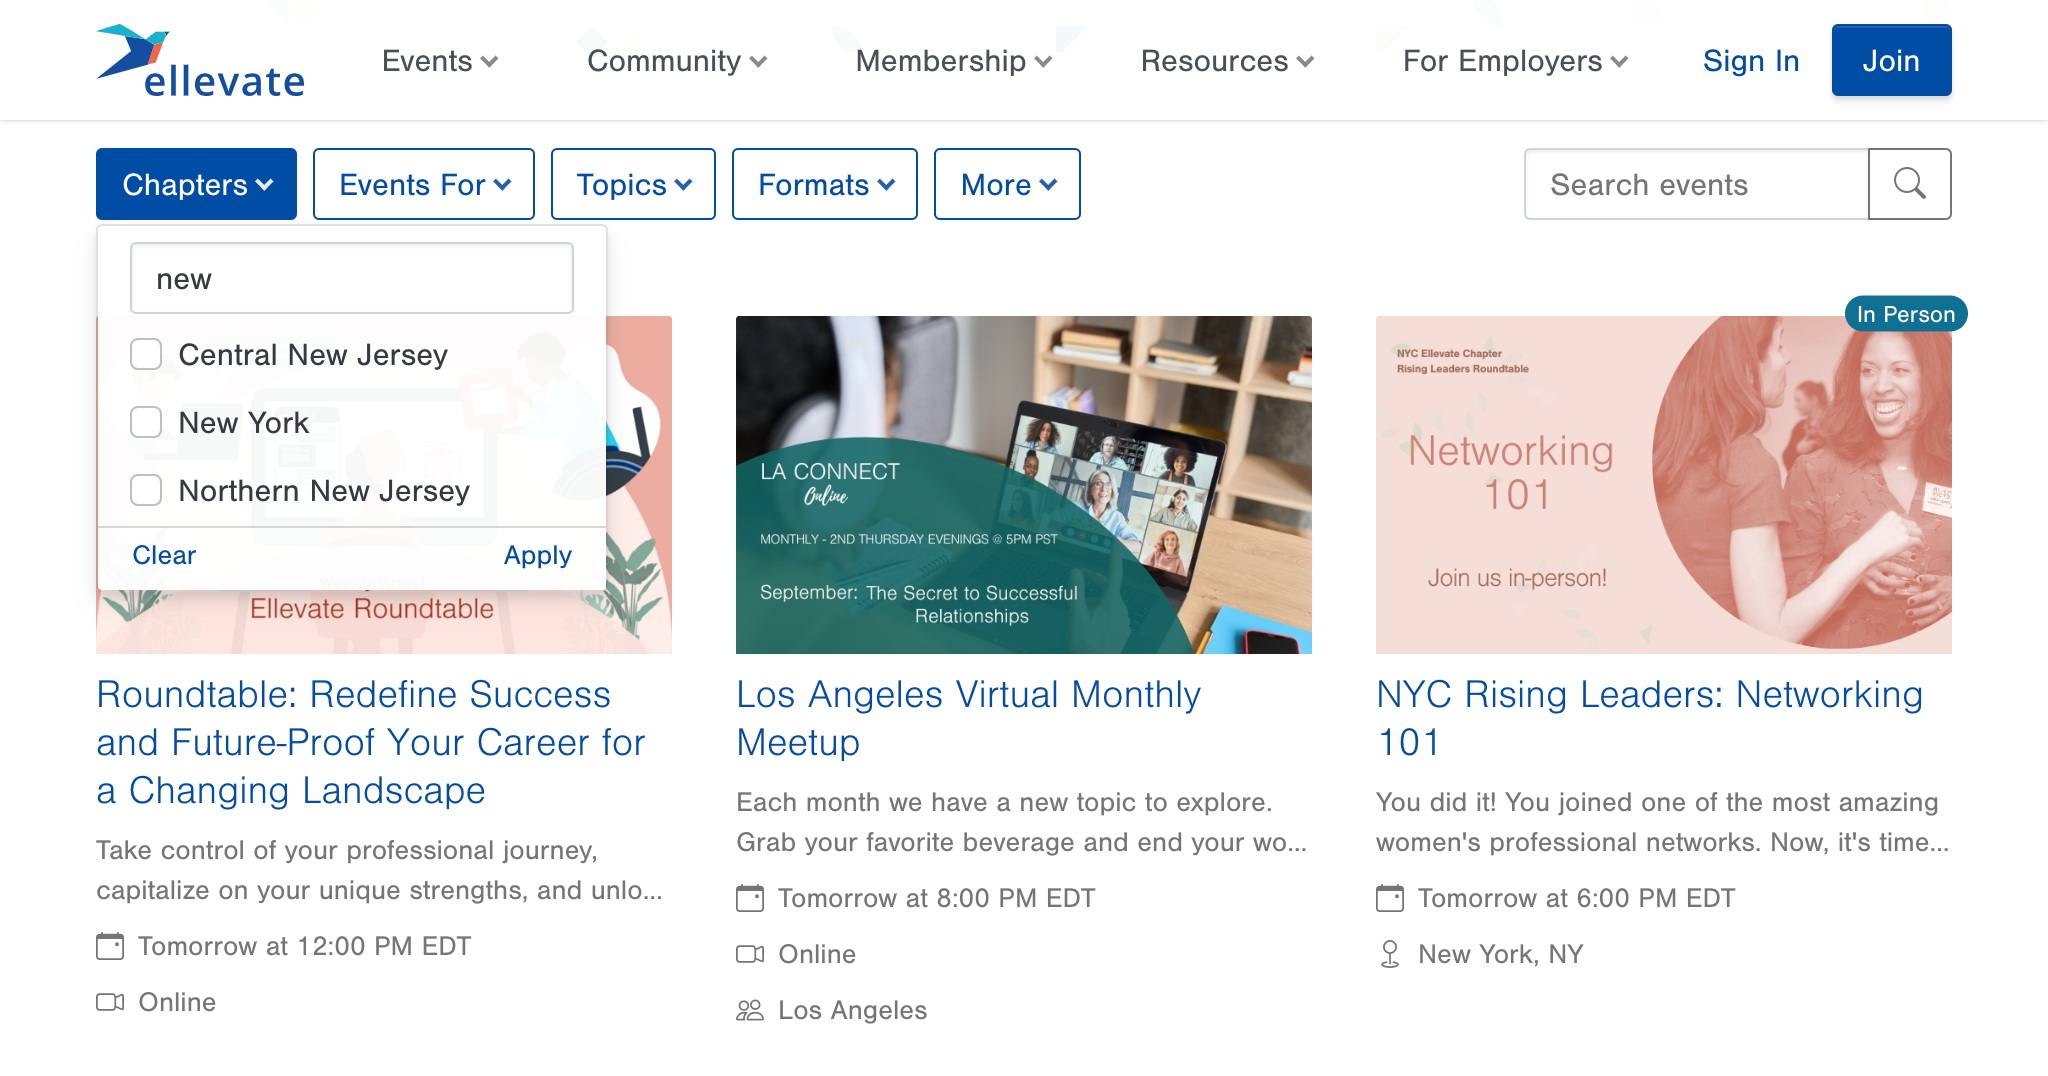 ellevate
Events
Community
Membership
Resources
For Employers
Sign In
Join
Chapters
Events For
Topics
Formats
More
Search events
new
Central New Jersey
New York
Northern New Jersey
Clear
Apply
Weekly Virtual
Ellevate Roundtable
LA CONNECT
Online
MONTHLY - 2ND THURSDAY EVENINGS @ 5PM PST
September: The Secret to Successful
Relationships
In Person
NYC Ellevate Chapter
Rising Leaders Roundtable
Networking
101
Join us in-person!
Roundtable: Redefine Success
and Future-Proof Your Career for
a Changing Landscape
Take control of your professional journey,
capitalize on your unique strengths, and unlo...
Tomorrow at 12:00 PM EDT
Online
Los Angeles Virtual Monthly
Meetup
Each month we have a new topic to explore.
Grab your favorite beverage and end your wo...
Tomorrow at 8:00 PM EDT
Online
Los Angeles
NYC Rising Leaders: Networking
101
You did it! You joined one of the most amazing
women's professional networks. Now, it's time...
Tomorrow at 6:00 PM EDT
New York, NY